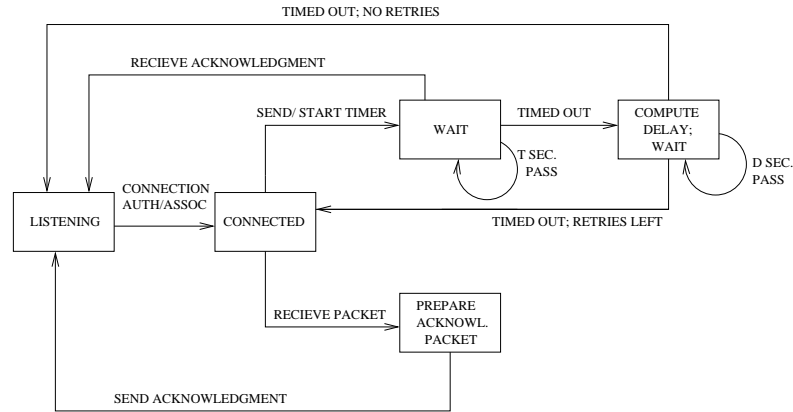 TIMED OUT; NO RETRIES
RECIEVE ACKNOWLEDGMENT
SEND/ START TIMER
WAIT
TIMED OUT
COMPUTE
DELAY;
WAIT
T SEC.
PASS
D SEC.
PASS
CONNECTION
AUTH/ASSOC
LISTENING
CONNECTED
TIMED OUT; RETRIES LEFT
RECIEVE PACKET
PREPARE
ACKNOWL.
PACKET
SEND ACKNOWLEDGMENT